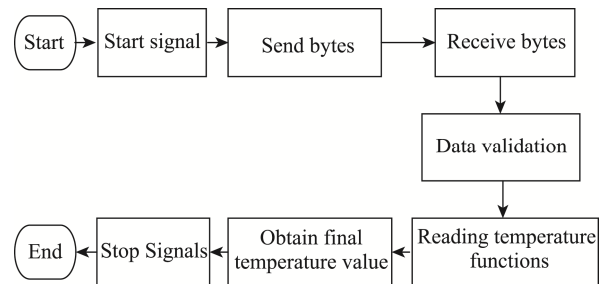 Start
Start signal
Send bytes
Receive bytes
Data validation
Reading temperature
functions
Obtain final
temperature value
Stop Signals
End